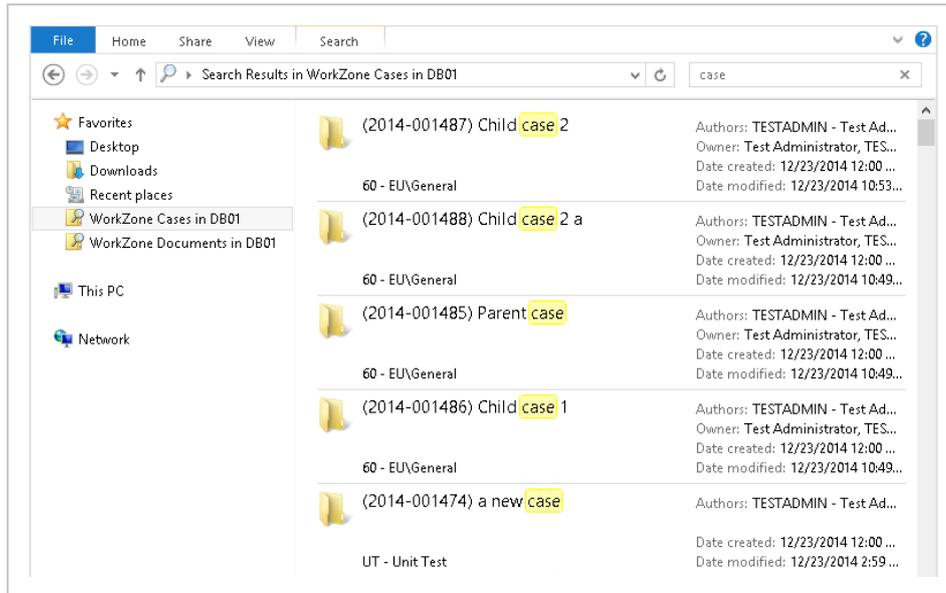 File Home Share View Search
Search Results in WorkZone Cases in DB01
case
Favorites
Desktop
Downloads
Recent places
WorkZone Cases in DB01
WorkZone Documents in DB01
This PC
Network
(2014-001487) Child case 2
60 - EU\General
Authors: TESTADMIN - Test Ad...
Owner: Test Administrator, TES...
Date created: 12/23/2014 12:00 ...
Date modified: 12/23/2014 10:53...
(2014-001488) Child case 2 a
60 - EU\General
Authors: TESTADMIN - Test Ad...
Owner: Test Administrator, TES...
Date created: 12/23/2014 12:00 ...
Date modified: 12/23/2014 10:49...
(2014-001485) Parent case
60 - EU\General
Authors: TESTADMIN - Test Ad...
Owner: Test Administrator, TES...
Date created: 12/23/2014 12:00 ...
Date modified: 12/23/2014 10:49...
(2014-001486) Child case 1
60 - EU\General
Authors: TESTADMIN - Test Ad...
Owner: Test Administrator, TES...
Date created: 12/23/2014 12:00 ...
Date modified: 12/23/2014 10:49...
(2014-001474) a new case
UT - Unit Test
Authors: TESTADMIN - Test Ad...
Date created: 12/23/2014 12:00 ...
Date modified: 12/23/2014 2:59 ...